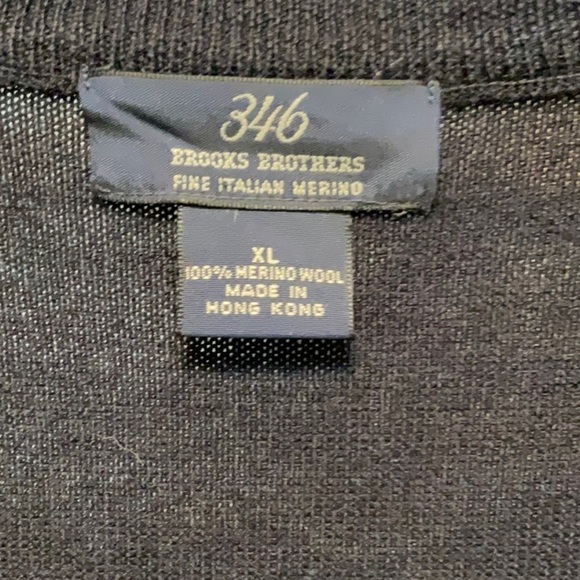 346
BROOKS BROTHERS
FINE ITALIAN MERINO
XL
100% MERINO WOOL
MADE IN
HONG KONG